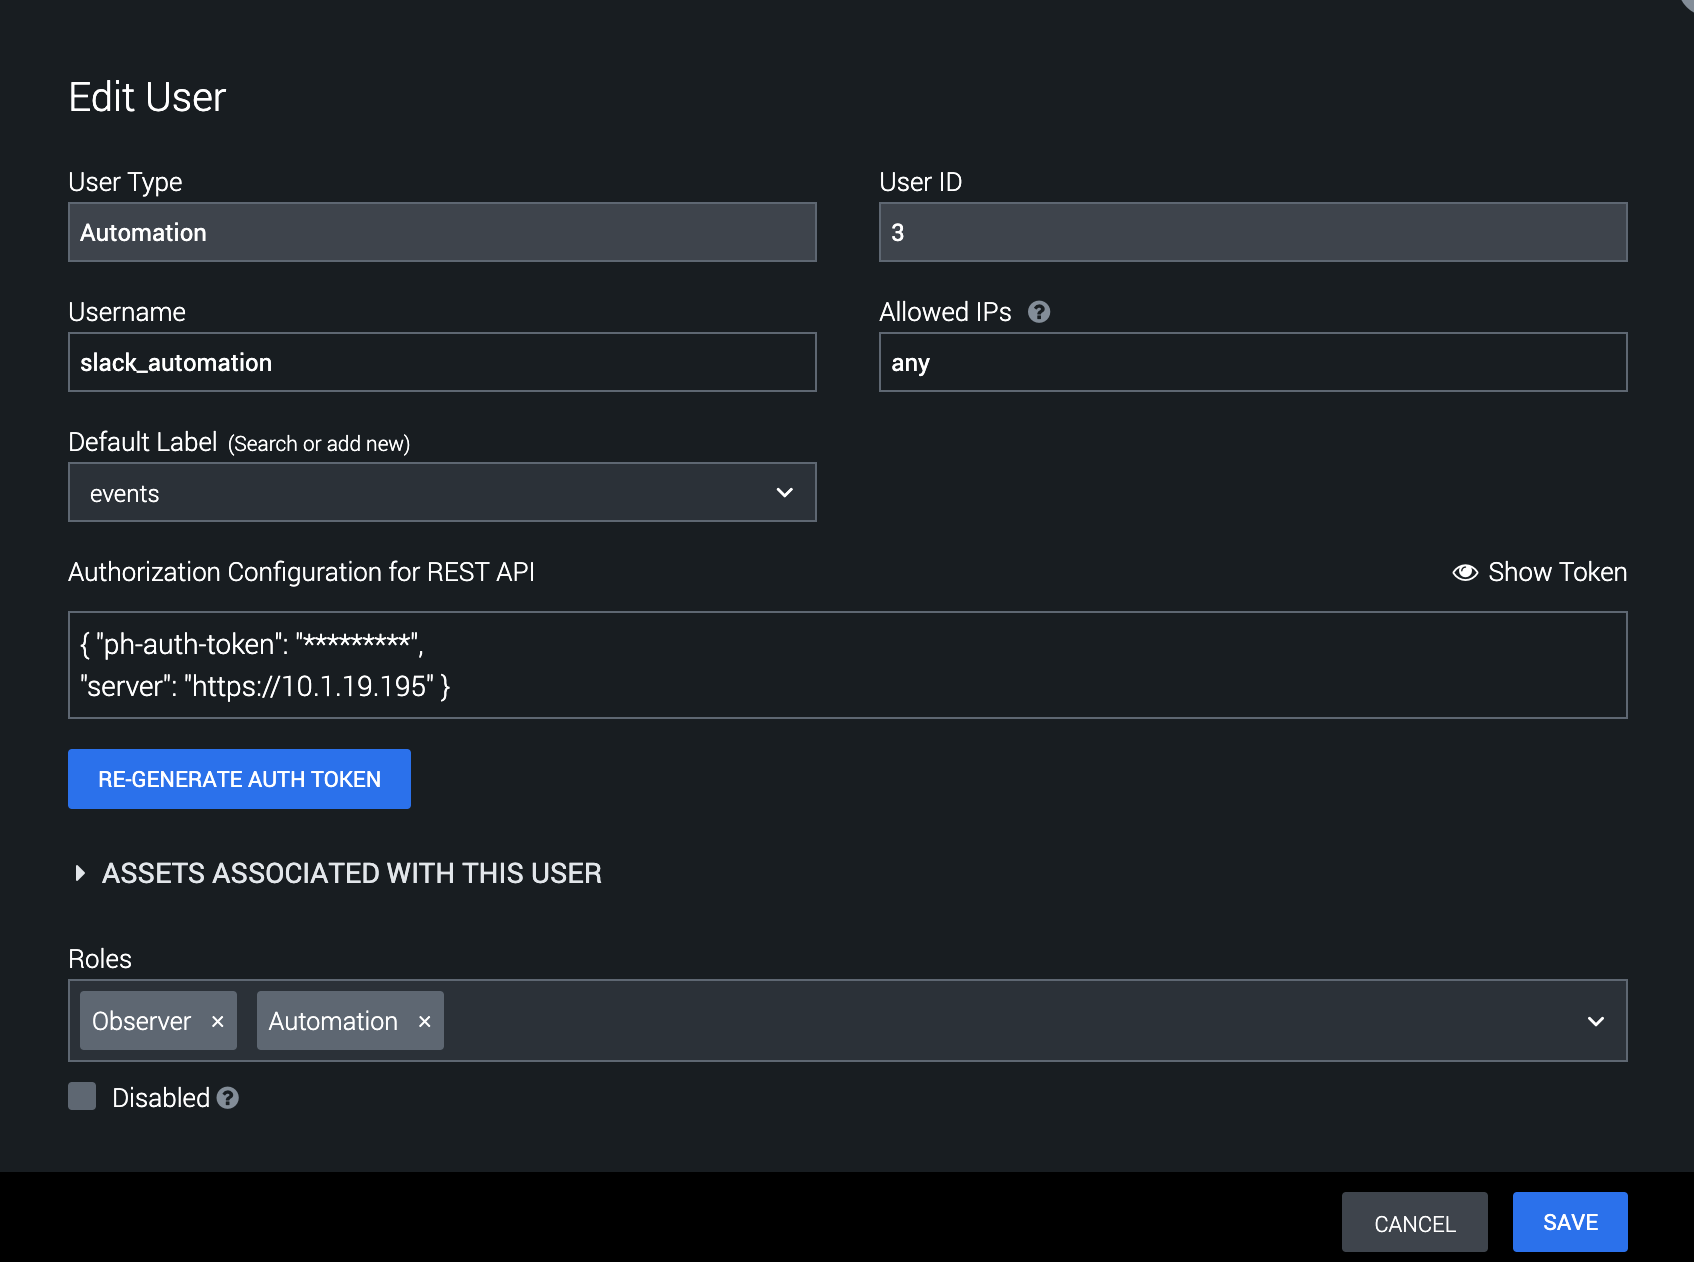 Edit User
User Type
User ID
Automation
3
Username
Allowed IPs ?
slack_automation
any
Default Label (Search or add new)
events
Authorization Configuration for REST API
Show Token
{ "ph-auth-token": "*********",
"server": "https://10.1.19.195" }
RE-GENERATE AUTH TOKEN
ASSETS ASSOCIATED WITH THIS USER
Roles
Observer ×
Automation ×
Disabled ?
CANCEL
SAVE